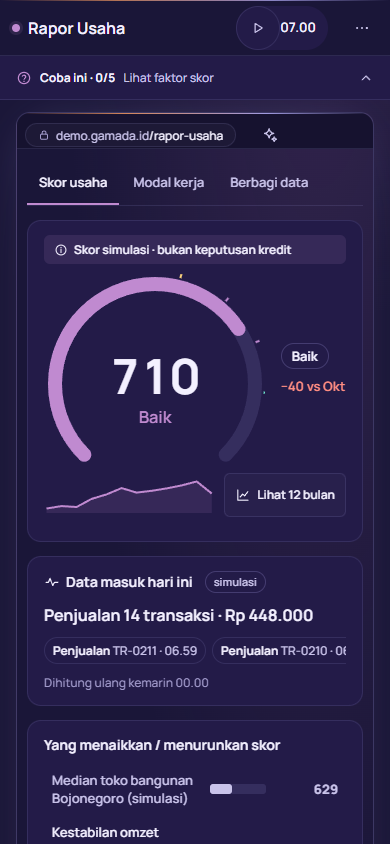 Rapor Usaha
07.00
Coba ini · 0/5 Lihat faktor skor
demo.gamada.id/rapor-usaha
Skor usaha Modal kerja Berbagi data
Skor simulasi · bukan keputusan kredit
710
Baik
Baik
−40 vs Okt
Lihat 12 bulan
Data masuk hari ini simulasi
Penjualan 14 transaksi · Rp 448.000
Penjualan TR-0211 · 06.59 Penjualan TR-0210 ·
Dihitung ulang kemarin 00.00
Yang menaikkan / menurunkan skor
Median toko bangunan
Bojonegoro (simulasi)
629
Kestabilan omzet